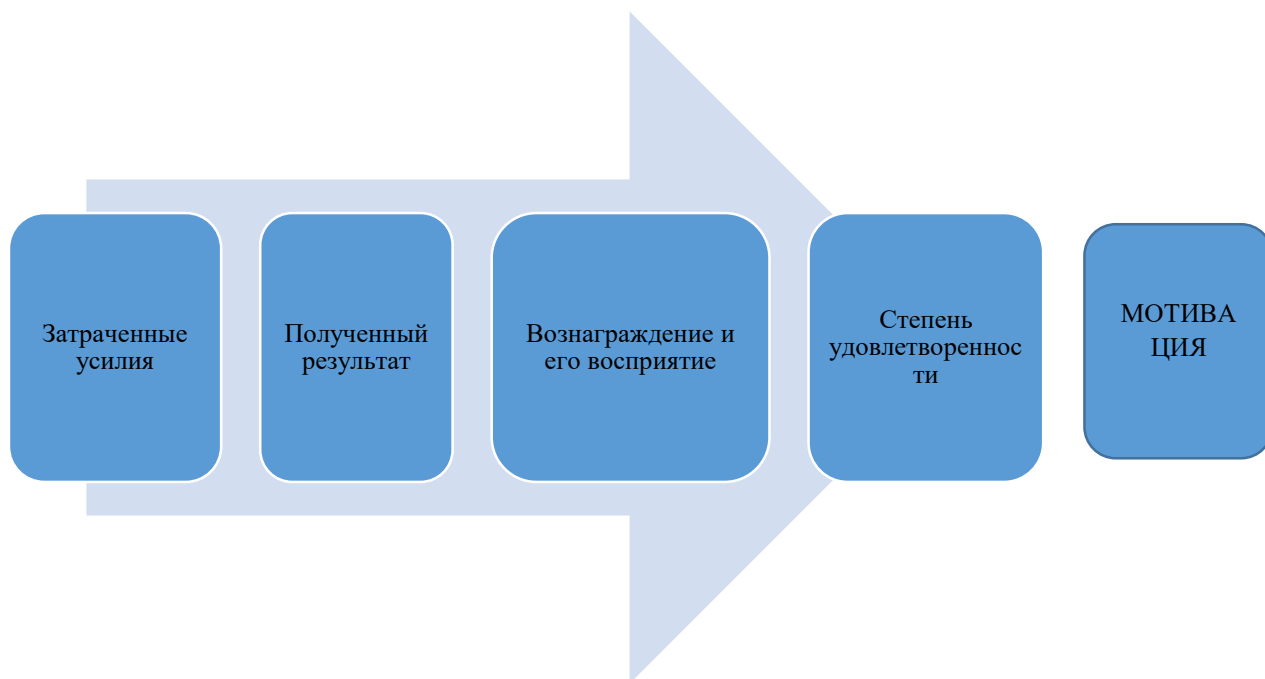 Затраченные
усилия
Полученный
результат
Вознаграждение и
его восприятие
Степень
удовлетвореннос
ти
МОТИВА
ЦИЯ